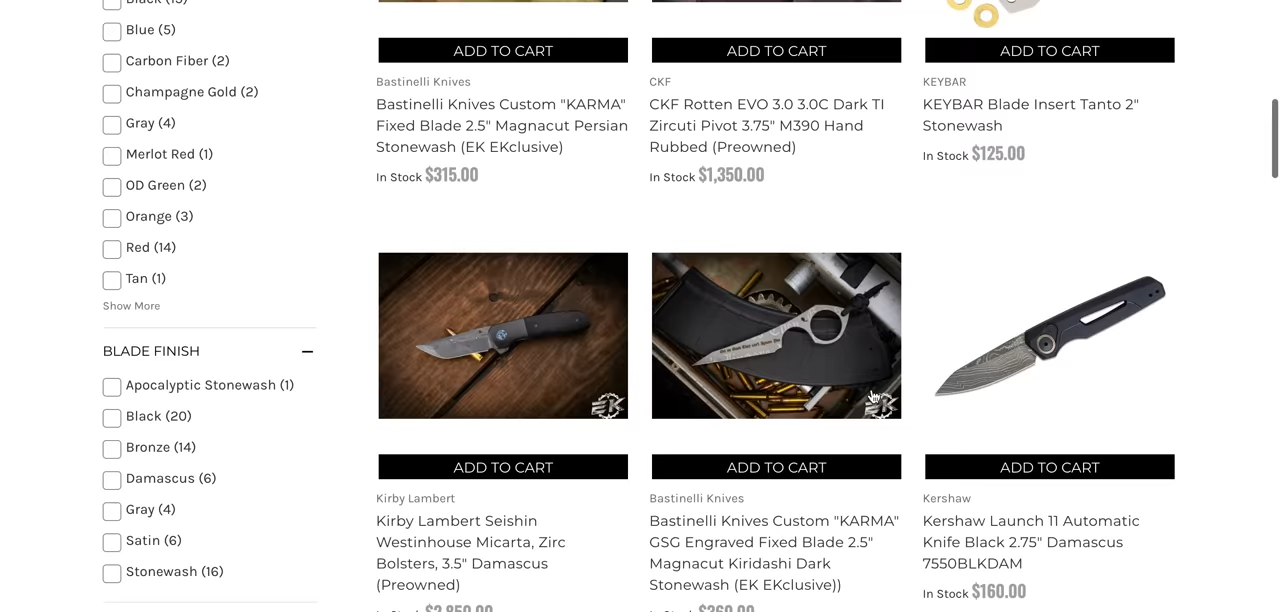 Blue (5)
Carbon Fiber (2)
Champagne Gold (2)
Gray (4)
Merlot Red (1)
OD Green (2)
Orange (3)
Red (14)
Tan (1)
Show More
BLADE FINISH
Apocalyptic Stonewash (1)
Black (20)
Bronze (14)
Damascus (6)
Gray (4)
Satin (6)
Stonewash (16)
ADD TO CART
Bastinelli Knives
Bastinelli Knives Custom "KARMA"
Fixed Blade 2.5" Magnacut Persian
Stonewash (EK EKclusive)
In Stock $315.00
ADD TO CART
CKF
CKF Rotten EVO 3.0 3.0C Dark TI
Zircuti Pivot 3.75" M390 Hand
Rubbed (Preowned)
In Stock $1,350.00
ADD TO CART
KEYBAR
KEYBAR Blade Insert Tanto 2"
Stonewash
In Stock $125.00
EK
ADD TO CART
Kirby Lambert
Kirby Lambert Seishin
Westinhouse Micarta, Zirc
Bolsters, 3.5" Damascus
(Preowned)
EK
ADD TO CART
Bastinelli Knives
Bastinelli Knives Custom "KARMA"
GSG Engraved Fixed Blade 2.5"
Magnacut Kiridashi Dark
Stonewash (EK EKclusive))
ADD TO CART
Kershaw
Kershaw Launch 11 Automatic
Knife Black 2.75" Damascus
7550BLKDAM
In Stock $160.00